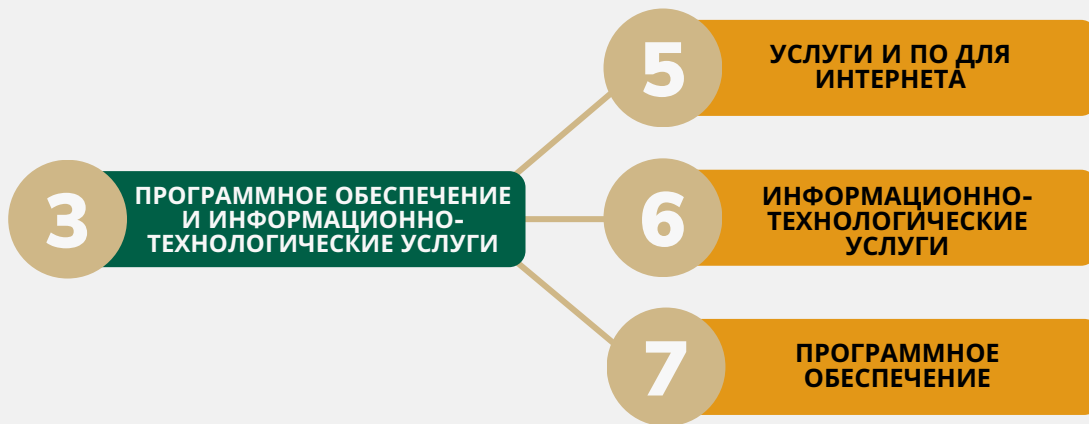 3
ПРОГРАММНОЕ ОБЕСПЕЧЕНИЕ
И ИНФОРМАЦИОННО-
ТЕХНОЛОГИЧЕСКИЕ УСЛУГИ
5
УСЛУГИ И ПО ДЛЯ
ИНТЕРНЕТА
6
ИНФОРМАЦИОННО-
ТЕХНОЛОГИЧЕСКИЕ
УСЛУГИ
7
ПРОГРАММНОЕ
ОБЕСПЕЧЕНИЕ